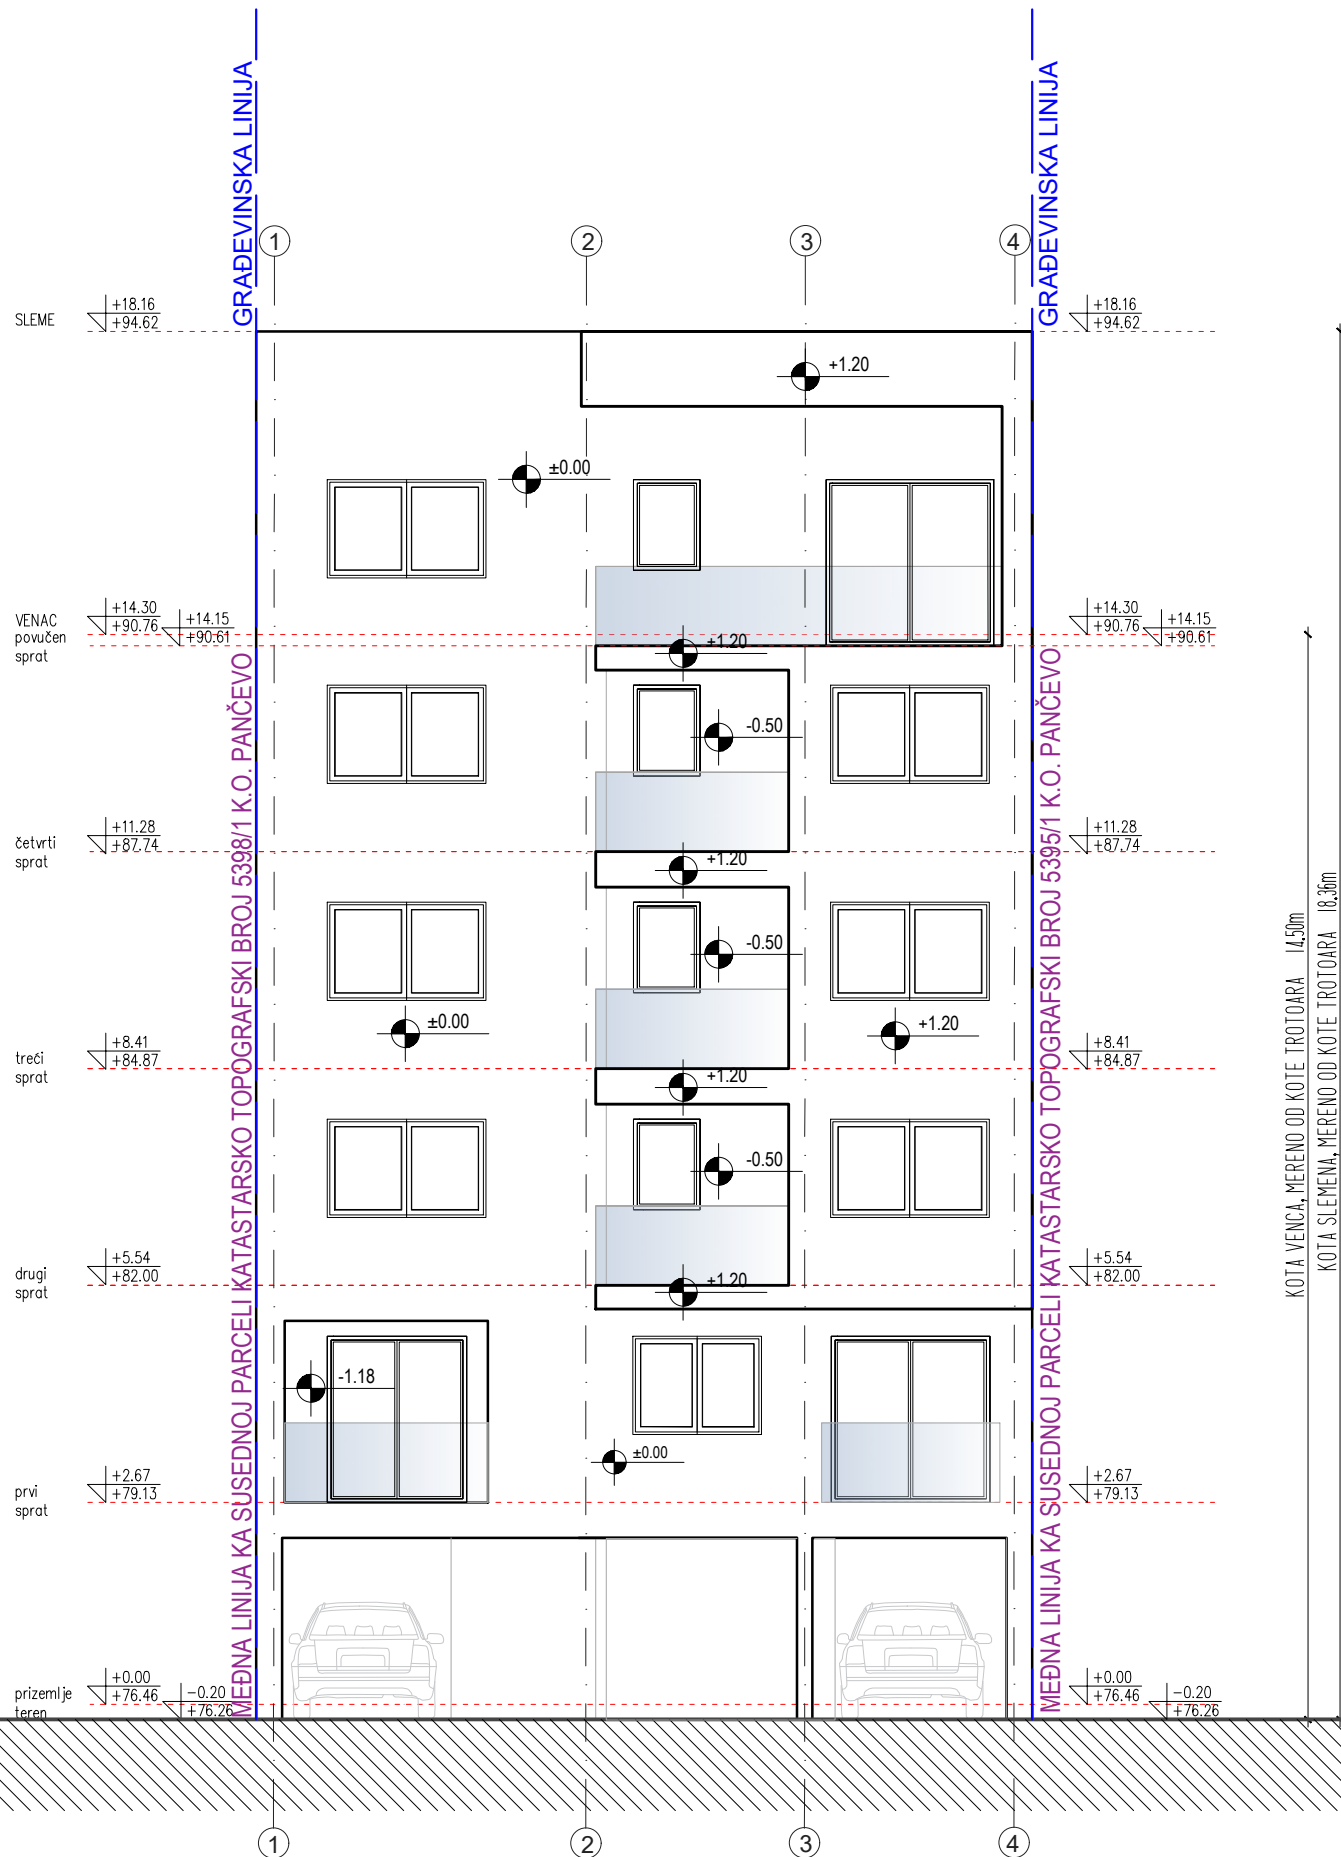 GRAĐEVINSKA LINIJA
GRAĐEVINSKA LINIJA
1
2
3
4
SLEME
+18.16
+94.62
+18.16
+94.62
+1.20
±0.00
VENAC
povučen
sprat
+14.30
+90.76
+14.15
+90.61
+14.30
+90.76
+14.15
+90.61
+1.20
-0.50
četvrti
sprat
+11.28
+87.74
+11.28
+87.74
+1.20
-0.50
±0.00
+1.20
treći
sprat
+8.41
+84.87
+8.41
+84.87
+1.20
-0.50
drugi
sprat
+5.54
+82.00
+5.54
+82.00
+1.20
-1.18
±0.00
prvi
sprat
+2.67
+79.13
+2.67
+79.13
prizemlje
teren
+0.00
+76.46
-0.20
+76.26
+0.00
+76.46
-0.20
+76.26
MEĐNA LINIJA KA SUSEDNOJ PARCELI KATASTARSKO TOPOGRAFSKI BROJ 5398/1 K.O. PANČEVO
MEĐNA LINIJA KA SUSEDNOJ PARCELI KATASTARSKO TOPOGRAFSKI BROJ 5395/1 K.O. PANČEVO
KOTA VENCA, MERENO OD KOTE TROTOARA 14,50m
KOTA SLEMENA, MERENO OD KOTE TROTOARA 18,36m
1
2
3
4